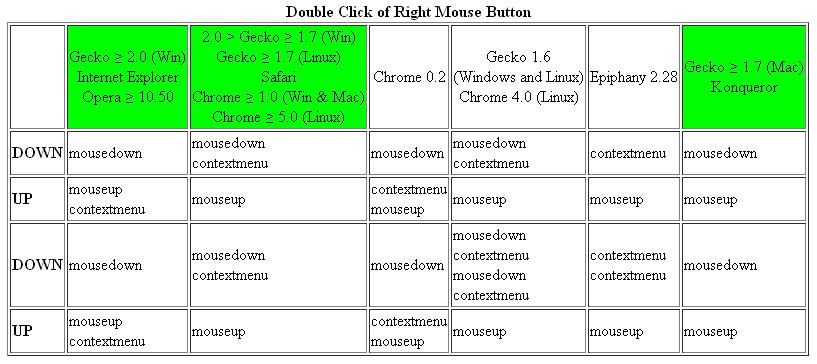 Double Click of Right Mouse Button
Gecko ≥ 2.0 (Win)
Internet Explorer
Opera ≥ 10.50
2.0 > Gecko ≥ 1.7 (Win)
Gecko ≥ 1.7 (Linux)
Safari
Chrome ≥ 1.0 (Win & Mac)
Chrome ≥ 5.0 (Linux)
Chrome 0.2
Gecko 1.6
(Windows and Linux)
Chrome 4.0 (Linux)
Epiphany 2.28
Gecko ≥ 1.7 (Mac)
Konqueror
DOWN
mousedown
mousedown
contextmenu
mousedown
mousedown
contextmenu
contextmenu
mousedown
UP
mouseup
contextmenu
mouseup
contextmenu
mouseup
mouseup
mouseup
mouseup
DOWN
mousedown
mousedown
contextmenu
mousedown
mousedown
contextmenu
mousedown
contextmenu
contextmenu
contextmenu
mousedown
UP
mouseup
contextmenu
mouseup
contextmenu
mouseup
mouseup
mouseup
mouseup